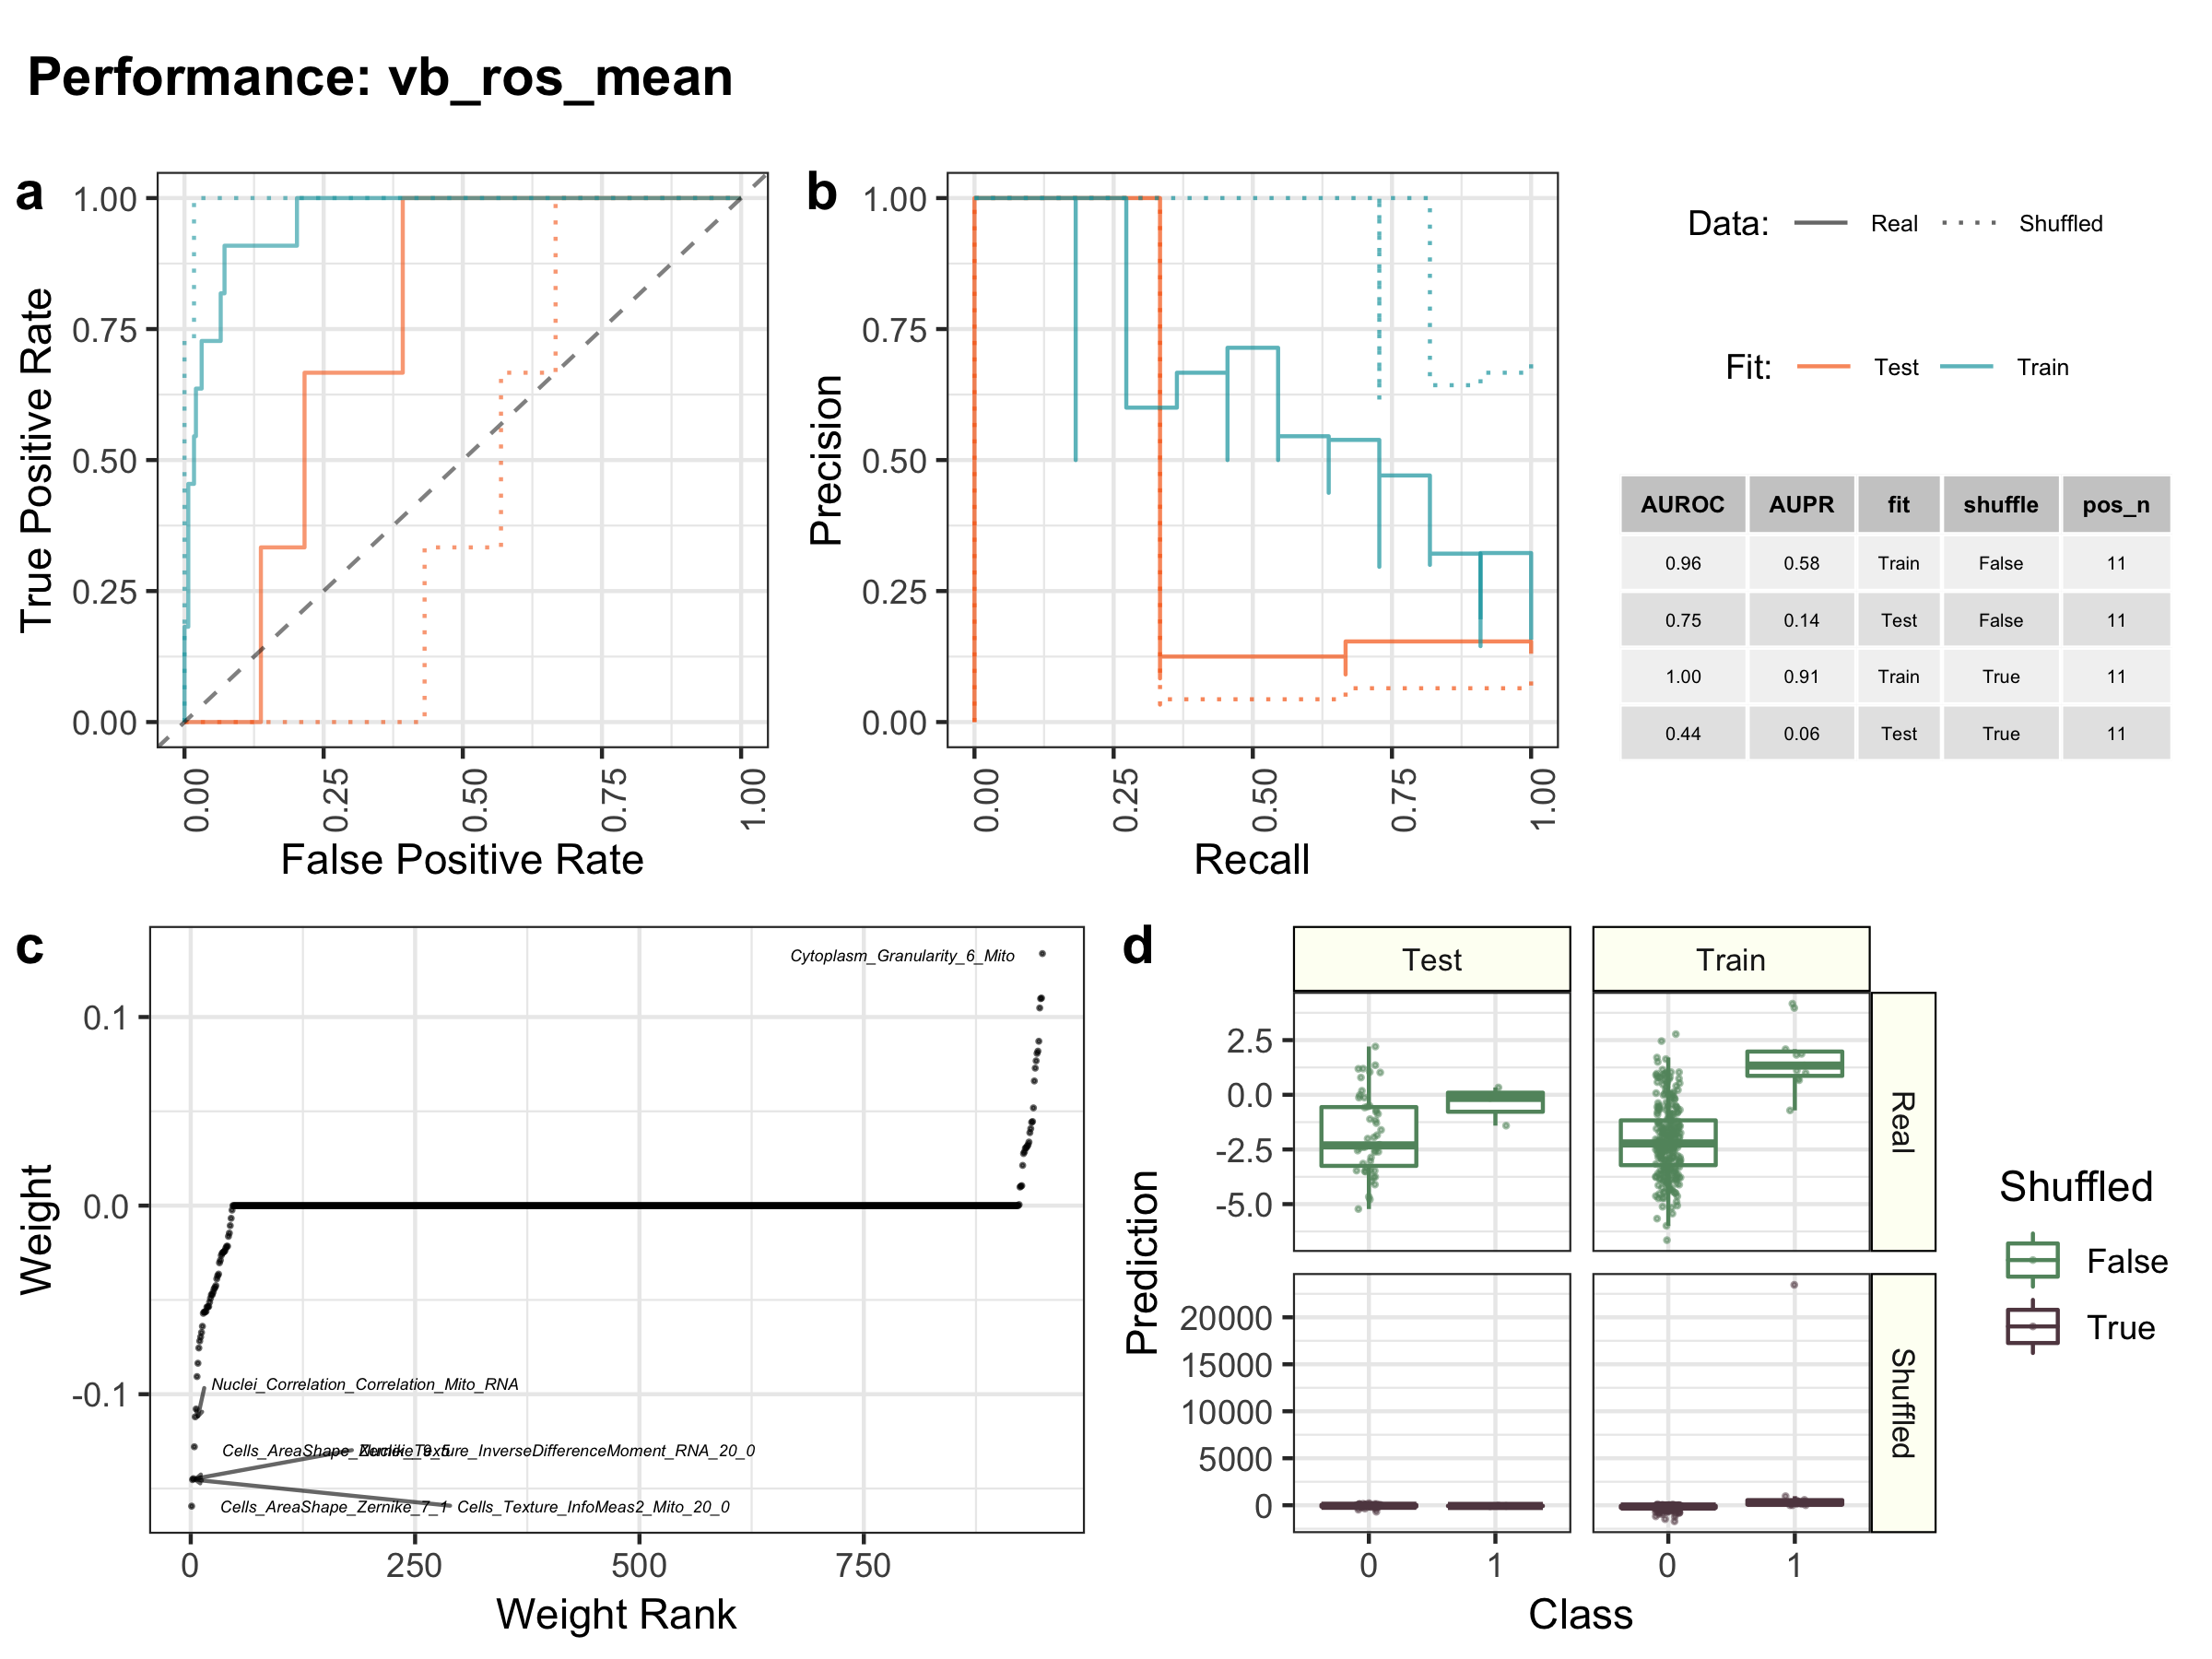 Performance: vb_ros_mean
a
1.00
0.75
0.50
0.25
0.00
True Positive Rate
0.00
0.25
0.50
0.75
1.00
False Positive Rate
b
1.00
0.75
0.50
0.25
0.00
Precision
0.00
0.25
0.50
0.75
1.00
Recall
Data: Real Shuffled
Fit: Test Train
AUROC AUPR fit shuffle pos_n
0.96 0.58 Train False 11
0.75 0.14 Test False 11
1.00 0.91 Train True 11
0.44 0.06 Test True 11
c
0.1
0.0
-0.1
Weight
Cytoplasm_Granularity_6_Mito
Nuclei_Correlation_Correlation_Mito_RNA
Cells_AreaShape_Zernike_9_5
Nuclei_Texture_InverseDifferenceMoment_RNA_20_0
Cells_AreaShape_Zernike_7_1
Cells_Texture_InfoMeas2_Mito_20_0
0
250
500
750
Weight Rank
d
Test
Train
2.5
0.0
-2.5
-5.0
Real
20000
15000
10000
5000
0
Shuffled
Prediction
0
1
0
1
Class
Shuffled
False
True